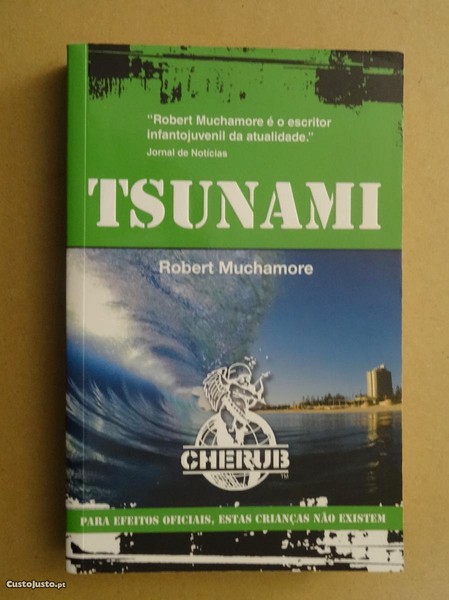 "Robert Muchamore é o escritor
infantojuvenil da atualidade."
Jornal de Notícias
TSUNAMI
Robert Muchamore
CHERUB
TM
PARA EFEITOS OFICIAIS, ESTAS CRIANÇAS NÃO EXISTEM
CustoJusto.pt